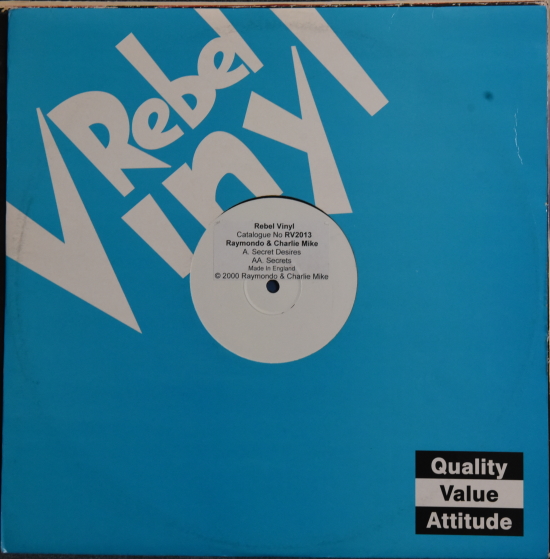 Rebel
Vinyl
Rebel Vinyl
Catalogue No RV2013
Raymondo & Charlie Mike
A. Secret Desires
AA. Secrets
Made In England.
© 2000 Raymondo & Charlie Mike
Quality
Value
Attitude